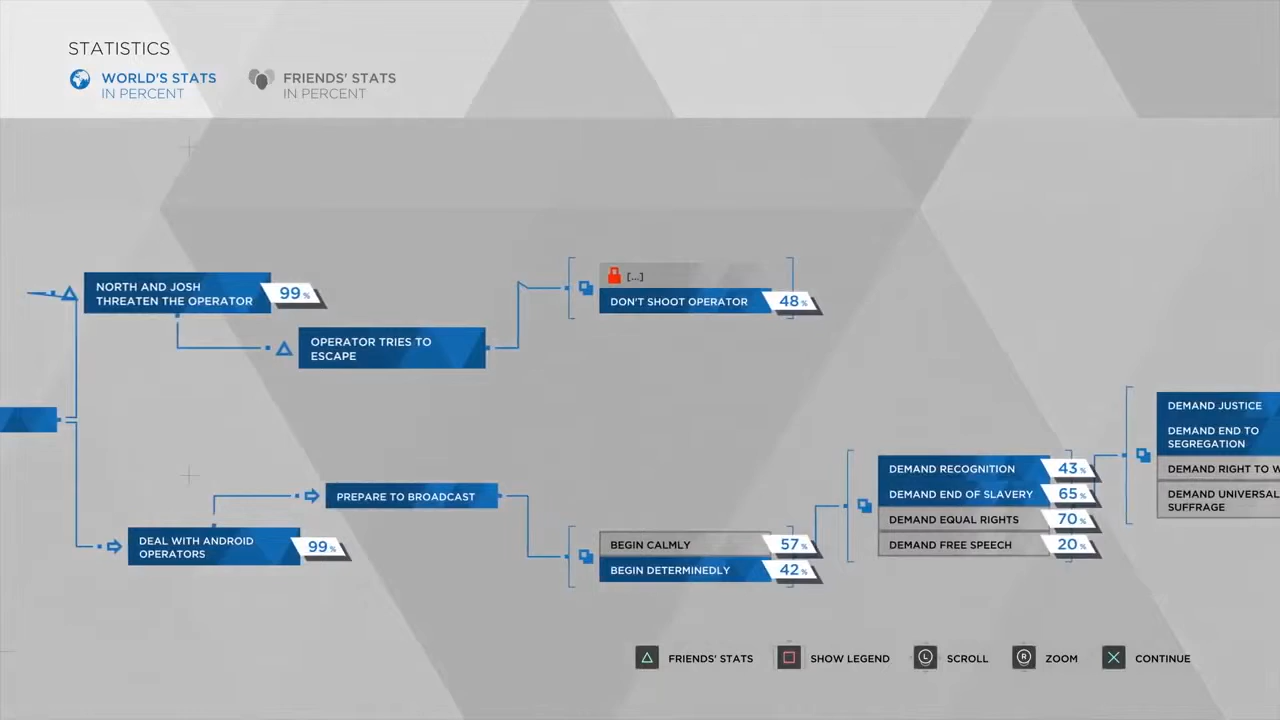 STATISTICS
WORLD'S STATS
IN PERCENT
FRIENDS' STATS
IN PERCENT
NORTH AND JOSH
THREATEN THE OPERATOR
99%
OPERATOR TRIES TO
ESCAPE
[...]
DON'T SHOOT OPERATOR 48%
DEAL WITH ANDROID
OPERATORS
99%
PREPARE TO BROADCAST
BEGIN CALMLY 57%
BEGIN DETERMINEDLY 42%
DEMAND RECOGNITION 43%
DEMAND END OF SLAVERY 65%
DEMAND EQUAL RIGHTS 70%
DEMAND FREE SPEECH 20%
DEMAND JUSTICE
DEMAND END TO
SEGREGATION
DEMAND RIGHT TO W
DEMAND UNIVERSAL
SUFFRAGE
FRIENDS' STATS
SHOW LEGEND
L SCROLL
R ZOOM
CONTINUE